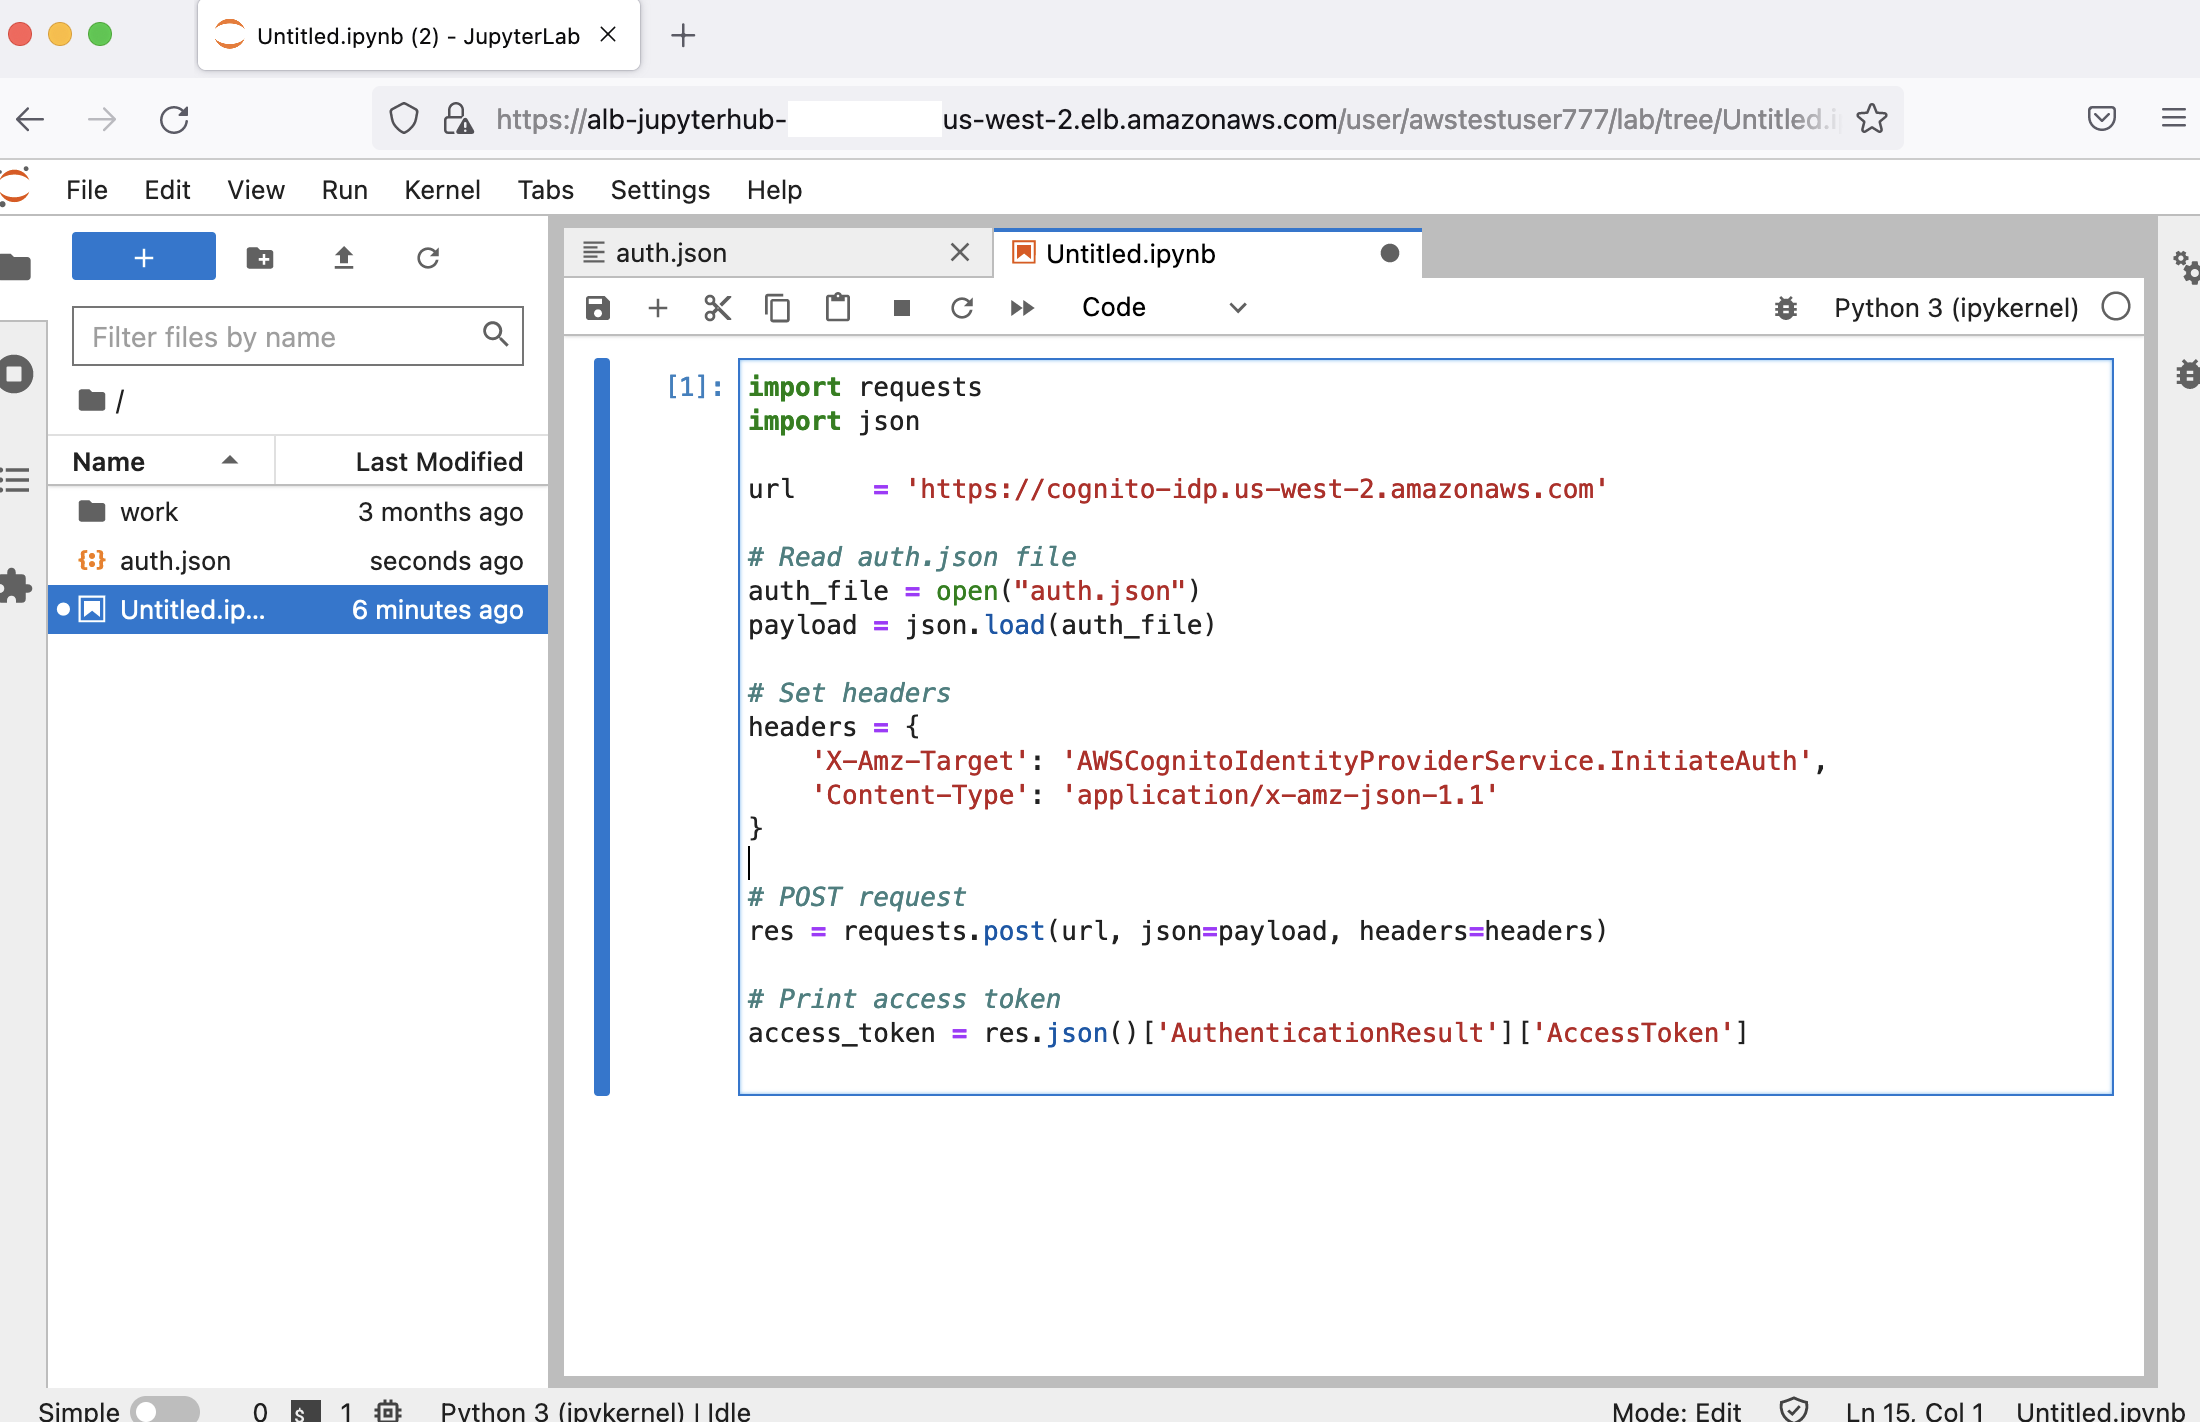 Untitled.ipynb (2) - JupyterLab
https://alb-jupyterhub- us-west-2.elb.amazonaws.com/user/awstestuser777/lab/tree/Untitled.i
File Edit View Run Kernel Tabs Settings Help
auth.json
Untitled.ipynb
Code
Python 3 (ipykernel)
Filter files by name
/
Name Last Modified
work 3 months ago
auth.json seconds ago
Untitled.ip... 6 minutes ago
[1]:
import requests
import json
url     = 'https://cognito-idp.us-west-2.amazonaws.com'
# Read auth.json file
auth_file = open("auth.json")
payload = json.load(auth_file)
# Set headers
headers = {
    'X-Amz-Target': 'AWSCognitoIdentityProviderService.InitiateAuth',
    'Content-Type': 'application/x-amz-json-1.1'
}
# POST request
res = requests.post(url, json=payload, headers=headers)
# Print access token
access_token = res.json()['AuthenticationResult']['AccessToken']
Simple 0 $ 1 Python 3 (ipykernel) | Idle Mode: Edit Ln 15, Col 1 Untitled.ipynb